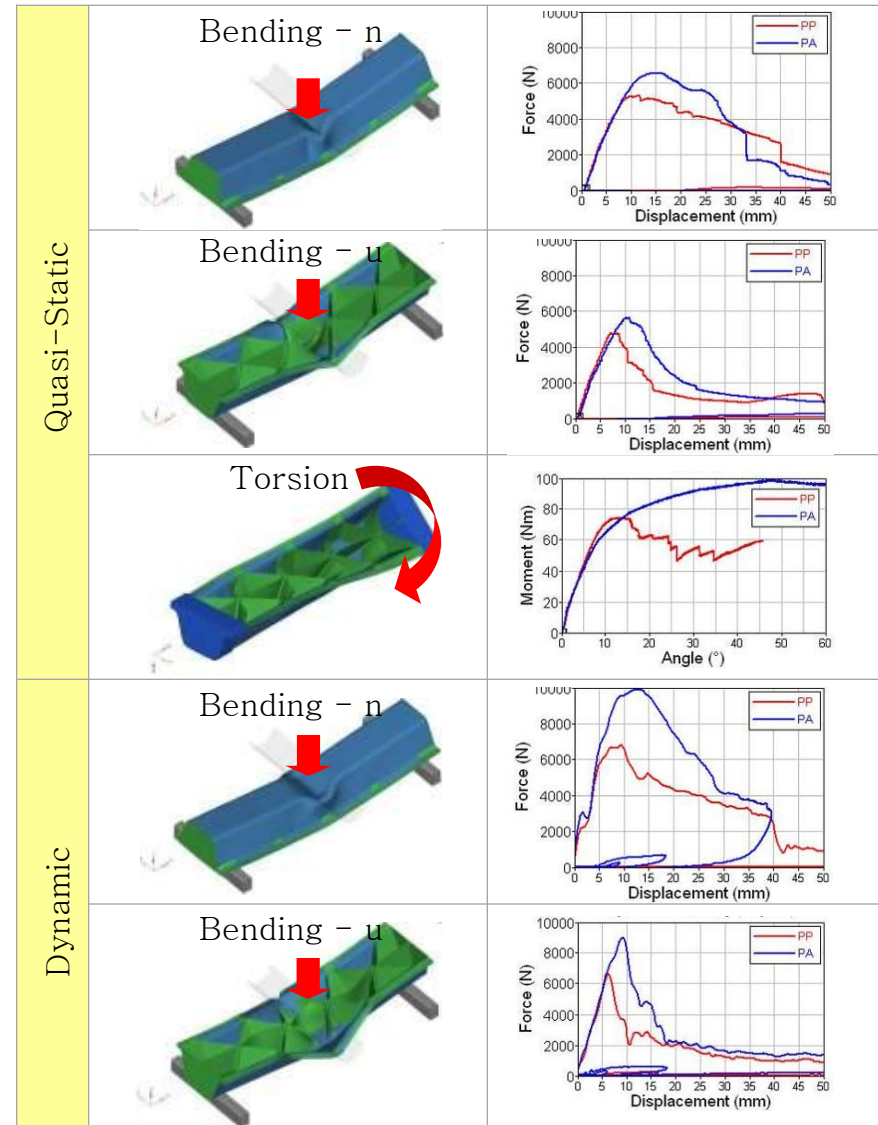 Quasi-Static
Bending - n
10000
8000
6000
4000
2000
0
Force (N)
PP
PA
0 5 10 15 20 25 30 35 40 45 50
Displacement (mm)
Bending - u
10000
8000
6000
4000
2000
0
Force (N)
PP
PA
0 5 10 15 20 25 30 35 40 45 50
Displacement (mm)
Torsion
100
80
60
40
20
0
Moment (Nm)
PP
PA
0 10 20 30 40 50 60
Angle (°)
Dynamic
Bending - n
10000
8000
6000
4000
2000
0
Force (N)
PP
PA
0 5 10 15 20 25 30 35 40 45 50
Displacement (mm)
Bending - u
10000
8000
6000
4000
2000
0
Force (N)
PP
PA
0 5 10 15 20 25 30 35 40 45 50
Displacement (mm)